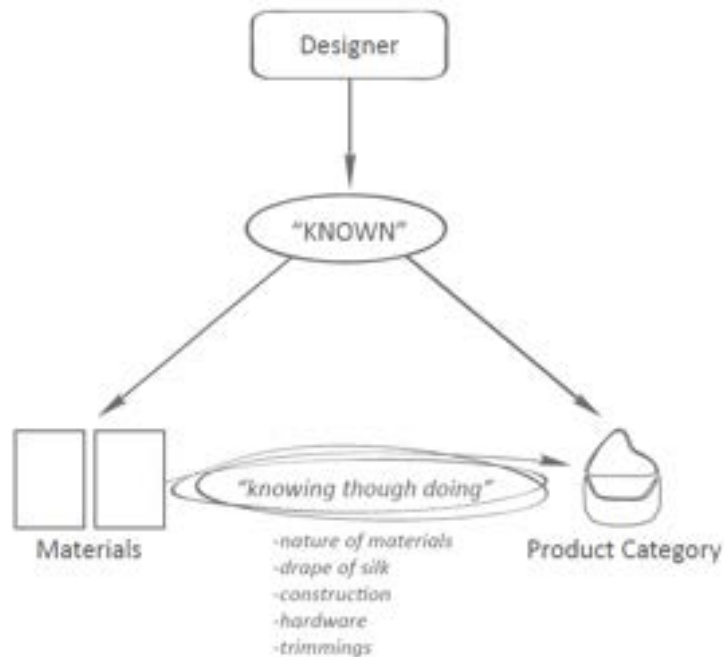 Designer
“KNOWN”
“knowing though doing”
Materials
Product Category
-nature of materials
-drape of silk
-construction
-hardware
-trimmings